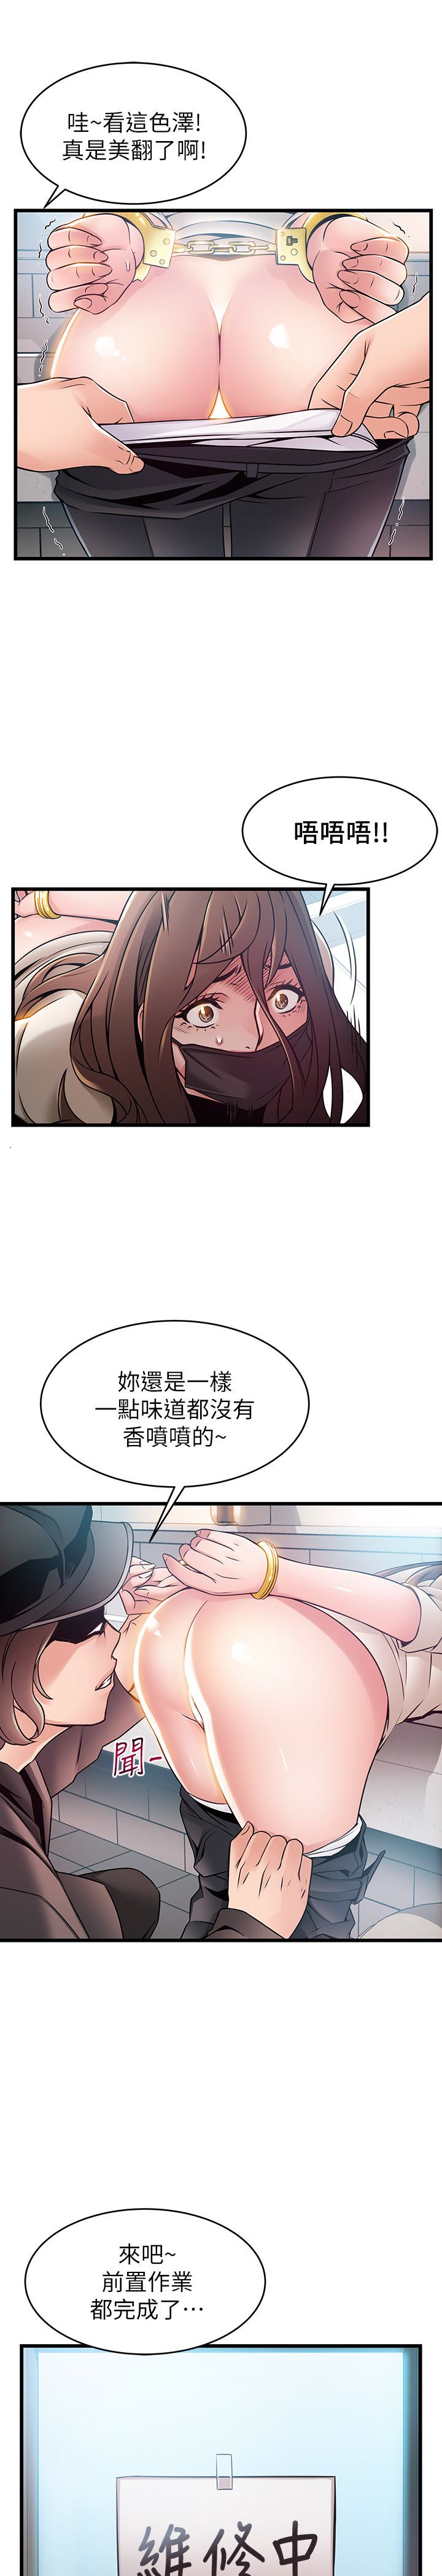 哇~看這色澤!
真是美翻了啊!
唔唔唔!!
妳還是一樣
一點味道都沒有
香噴噴的~
聞-
來吧~
前置作業
都完成了⋯
維修中